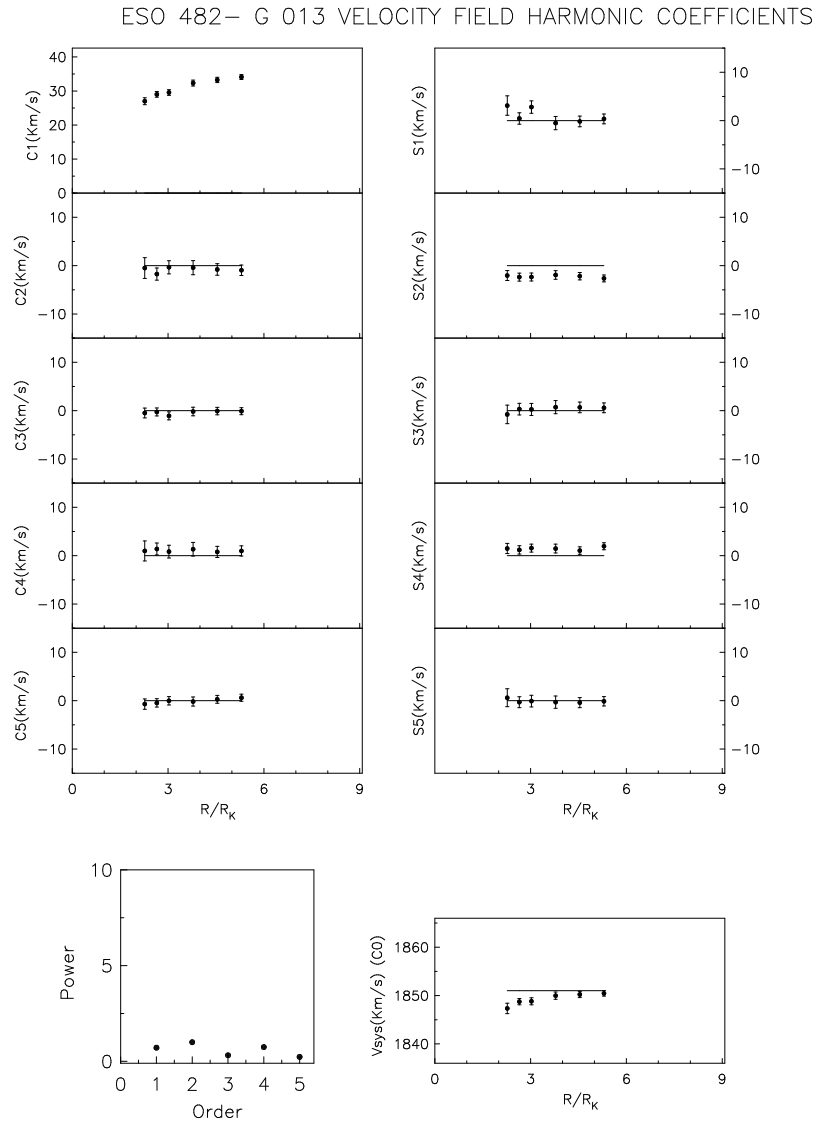 ESO 482- G 013 VELOCITY FIELD HARMONIC COEFFICIENTS
40
30
20
10
0
C1(Km/s)
10
0
-10
S1(Km/s)
10
0
-10
C2(Km/s)
10
0
-10
S2(Km/s)
10
0
-10
C3(Km/s)
10
0
-10
S3(Km/s)
10
0
-10
C4(Km/s)
10
0
-10
S4(Km/s)
10
0
-10
C5(Km/s)
10
0
-10
S5(Km/s)
0 3 6 9
R/R_K
0 3 6 9
R/R_K
10
5
0
Power
0 1 2 3 4 5
Order
1860
1850
1840
Vsys(Km/s) (C0)
0 3 6 9
R/R_K